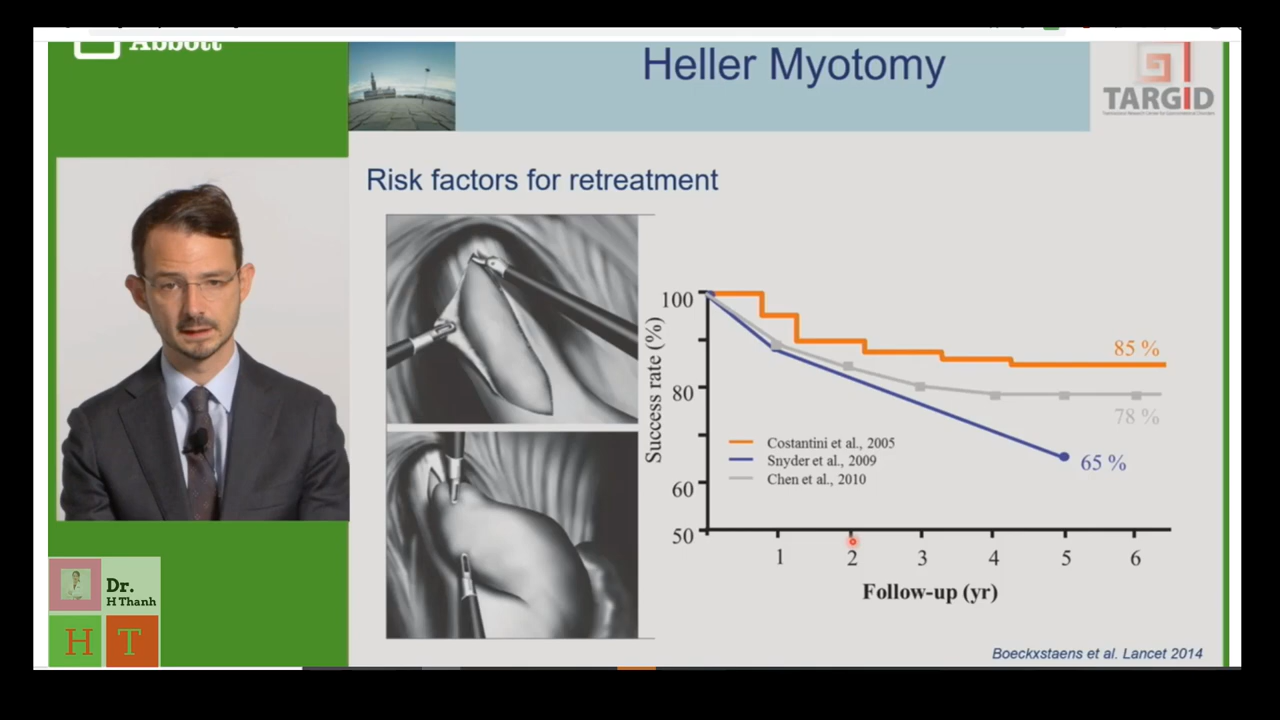 Abbott
Heller Myotomy
TARGID
Risk factors for retreatment
Success rate (%)
100
80
60
50
85 %
78 %
65 %
Costantini et al., 2005
Snyder et al., 2009
Chen et al., 2010
1 2 3 4 5 6
Follow-up (yr)
Boeckxstaens et al. Lancet 2014
Dr.
H Thanh
H T